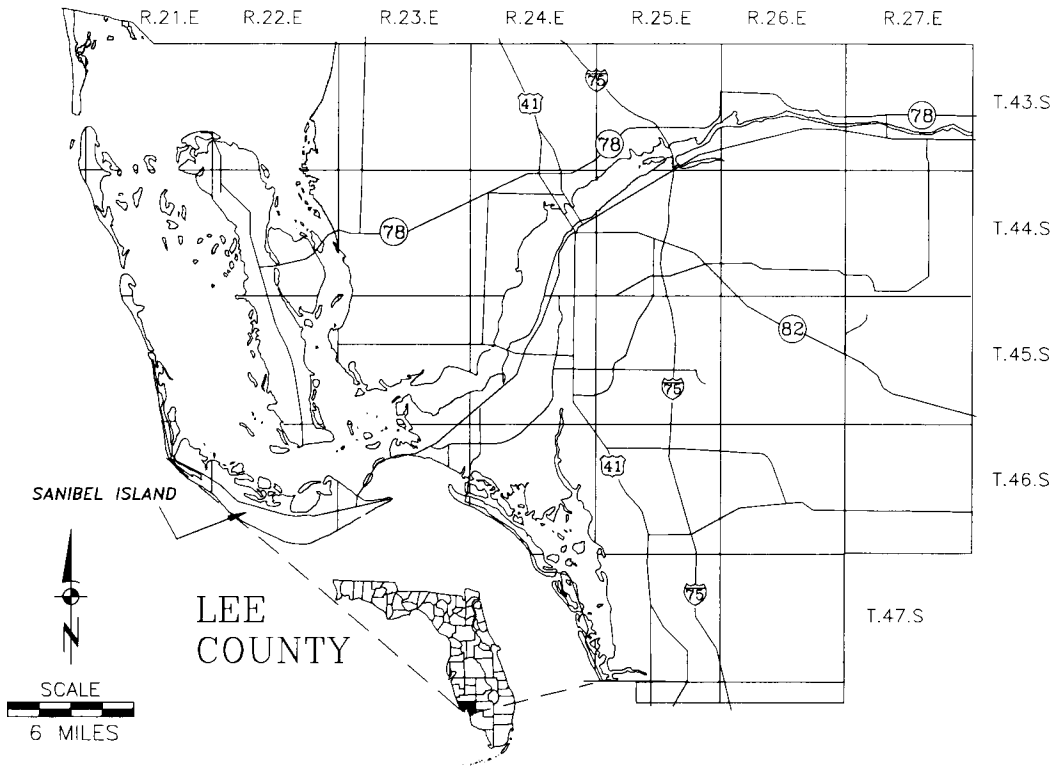 R.21.E R.22.E R.23.E R.24.E R.25.E R.26.E R.27.E
75
41
T.43.S
78
78
T.44.S
78
82
T.45.S
75
41
T.46.S
SANIBEL ISLAND
75
T.47.S
LEE
COUNTY
N
SCALE
6 MILES